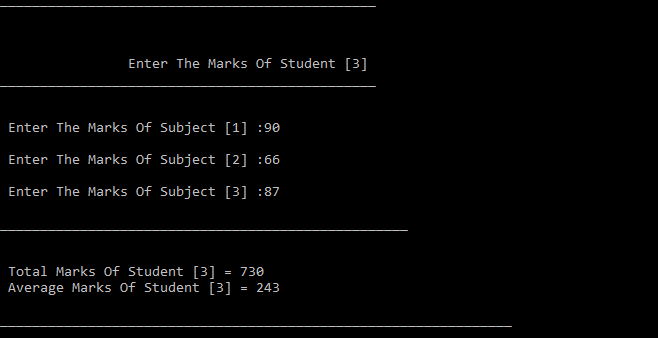 Enter The Marks Of Student [3]
Enter The Marks Of Subject [1] :90
Enter The Marks Of Subject [2] :66
Enter The Marks Of Subject [3] :87
Total Marks Of Student [3] = 730
Average Marks Of Student [3] = 243